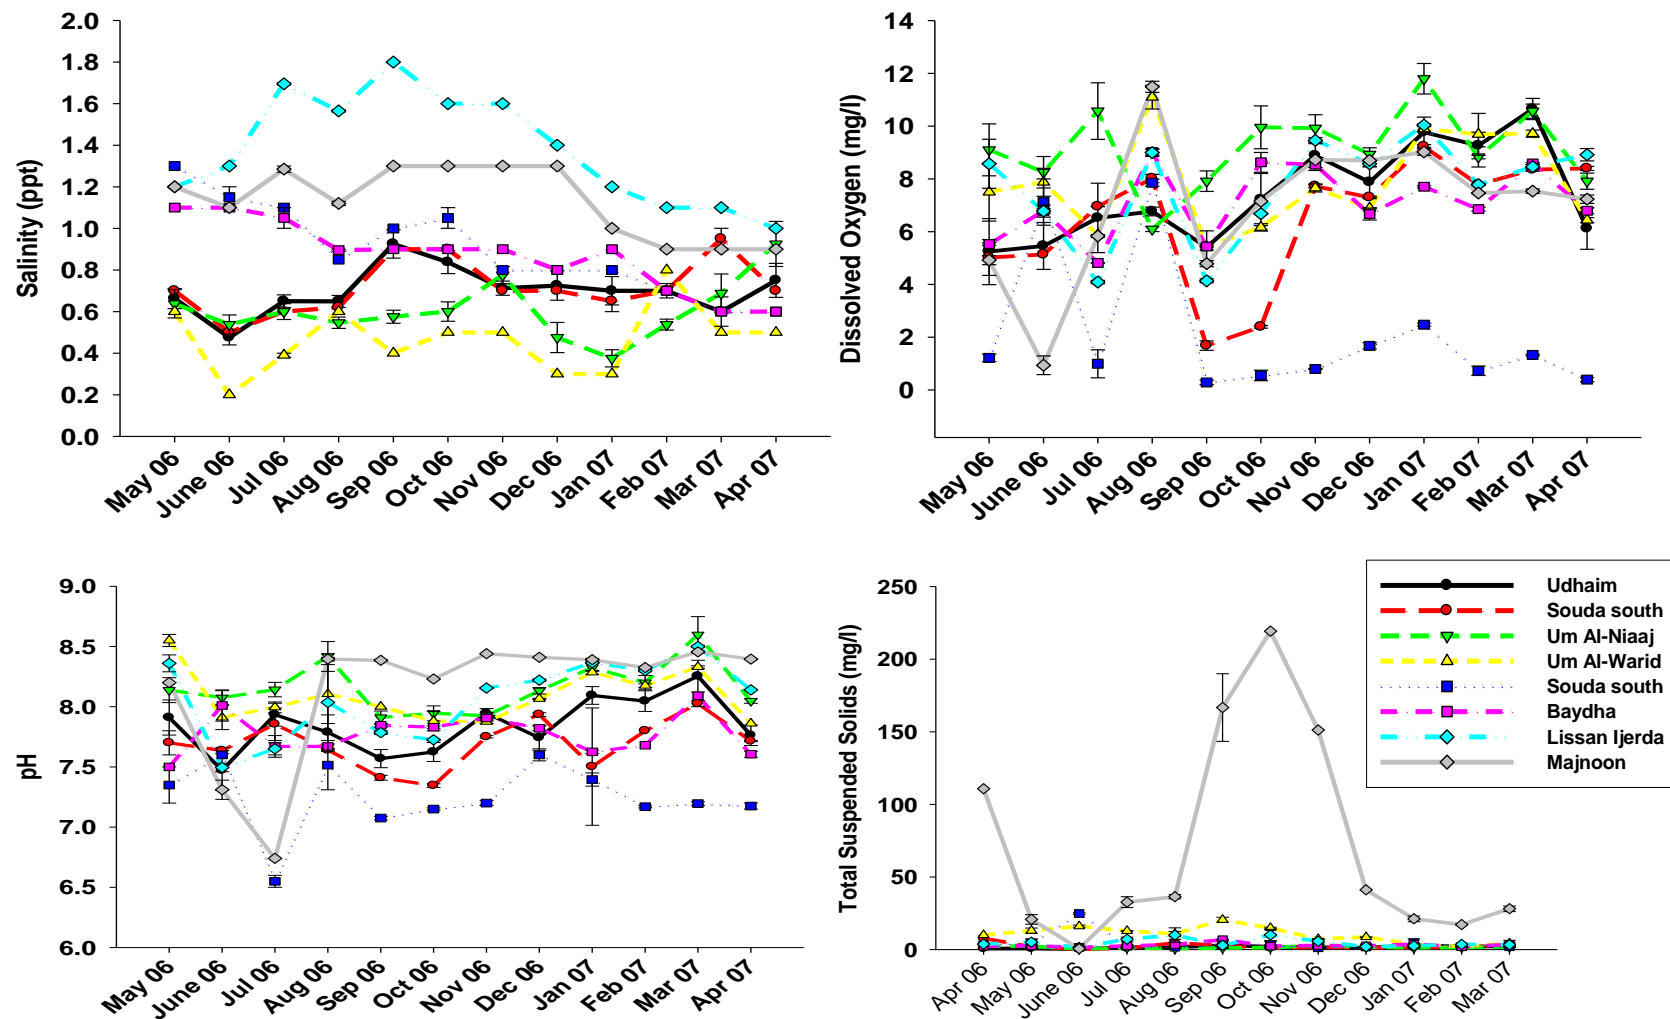 2.0
1.8
1.6
1.4
1.2
1.0
0.8
0.6
0.4
0.2
0.0
Salinity (ppt)
May 06
June 06
Jul 06
Aug 06
Sep 06
Oct 06
Nov 06
Dec 06
Jan 07
Feb 07
Mar 07
Apr 07
14
12
10
8
6
4
2
0
Dissolved Oxygen (mg/l)
May 06
June 06
Jul 06
Aug 06
Sep 06
Oct 06
Nov 06
Dec 06
Jan 07
Feb 07
Mar 07
Apr 07
9.0
8.5
8.0
7.5
7.0
6.5
6.0
pH
May 06
June 06
Jul 06
Aug 06
Sep 06
Oct 06
Nov 06
Dec 06
Jan 07
Feb 07
Mar 07
Apr 07
250
200
150
100
50
0
Total Suspended Solids (mg/l)
Apr 06
May 06
June 06
Jul 06
Aug 06
Sep 06
Oct 06
Nov 06
Dec 06
Jan 07
Feb 07
Mar 07
Udhaim
Souda south
Um Al-Niaaj
Um Al-Warid
Souda south
Baydha
Lissan Ijerda
Majnoon